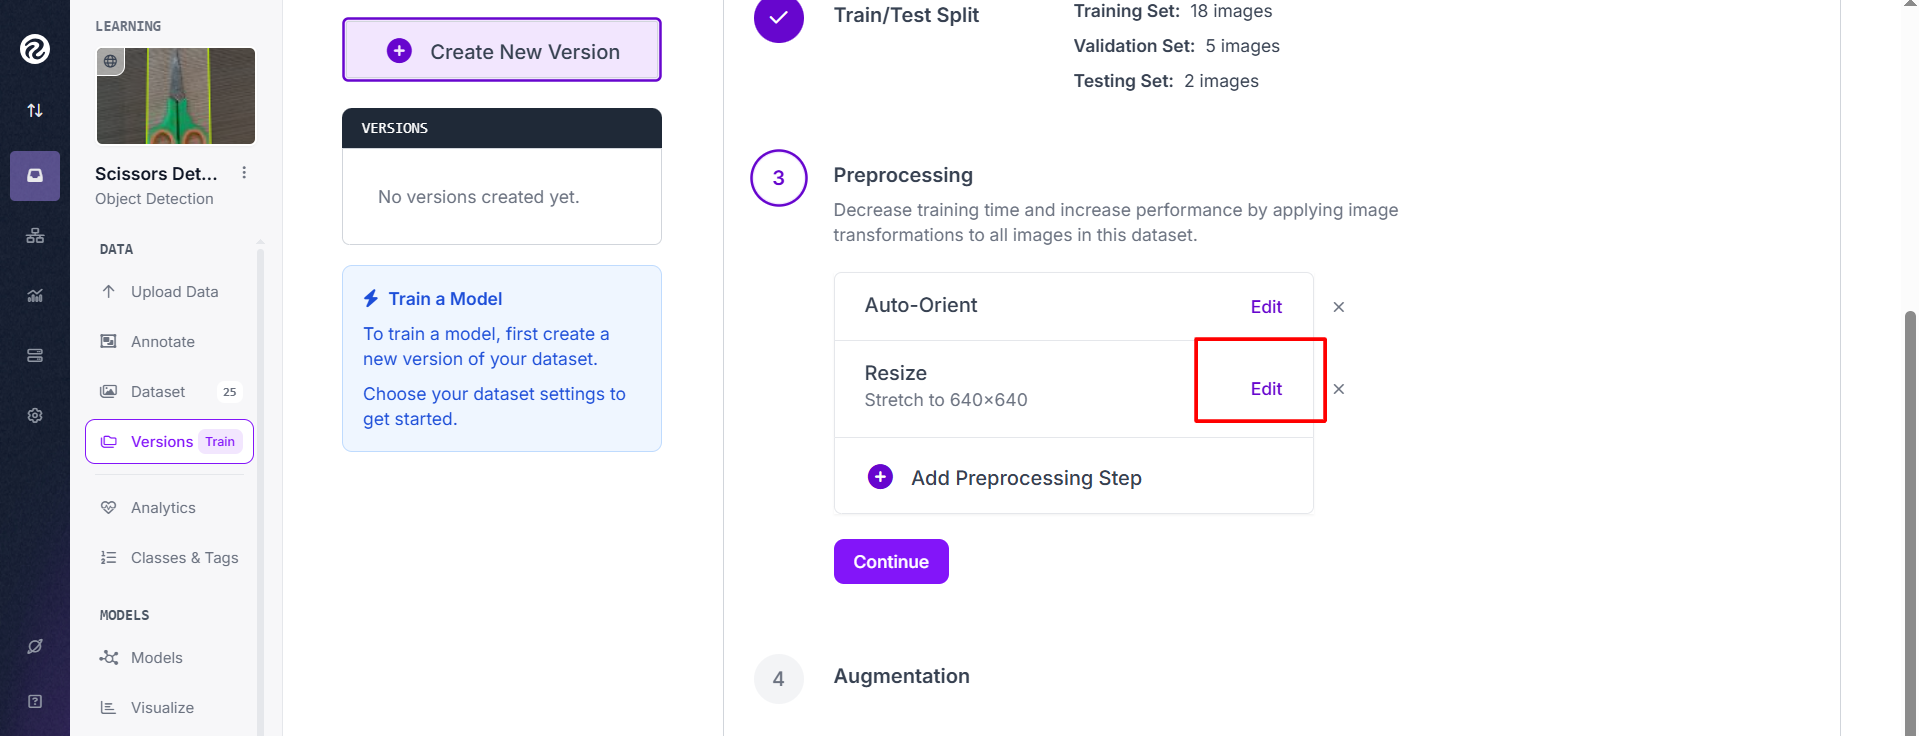 LEARNING
Scissors Det...
Object Detection
DATA
Upload Data
Annotate
Dataset 25
Versions Train
Analytics
Classes & Tags
MODELS
Models
Visualize
Create New Version
VERSIONS
No versions created yet.
Train a Model
To train a model, first create a
new version of your dataset.
Choose your dataset settings to
get started.
Train/Test Split
Training Set: 18 images
Validation Set: 5 images
Testing Set: 2 images
3 Preprocessing
Decrease training time and increase performance by applying image
transformations to all images in this dataset.
Auto-Orient Edit ×
Resize
Stretch to 640×640
Edit ×
Add Preprocessing Step
Continue
4 Augmentation